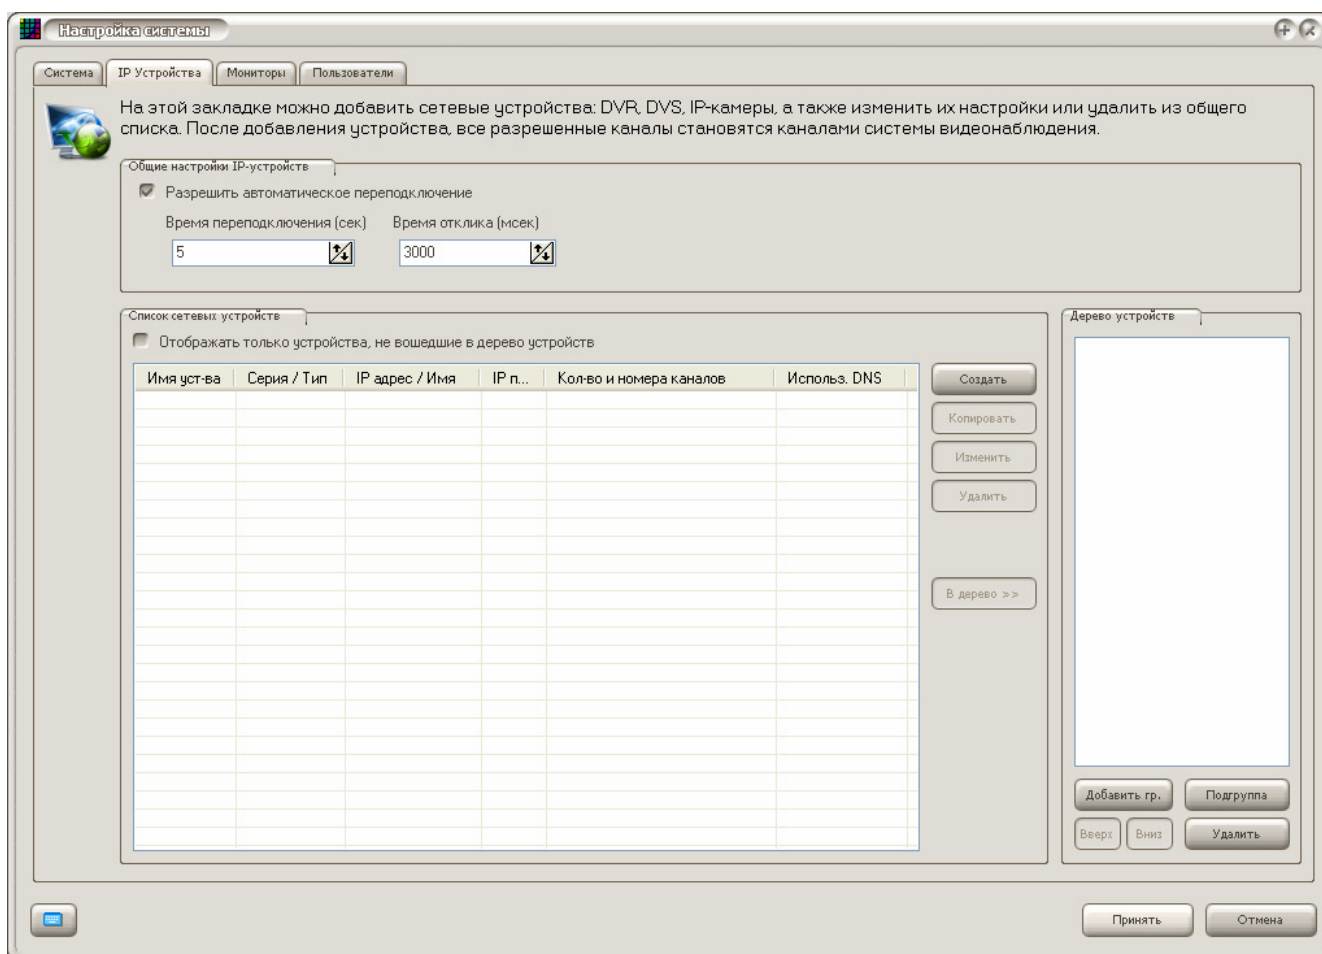 Настройка системы
Система
IP Устройства
Мониторы
Пользователи
На этой закладке можно добавить сетевые устройства: DVR, DVS, IP-камеры, а также изменить их настройки или удалить из общего
списка. После добавления устройства, все разрешенные каналы становятся каналами системы видеонаблюдения.
Общие настройки IP-устройств
Разрешить автоматическое переподключение
Время переподключения (сек)
Время отклика (мсек)
5
3000
Список сетевых устройств
Отображать только устройства, не вошедшие в дерево устройств
Имя уст-ва
Серия / Тип
IP адрес / Имя
IP п...
Кол-во и номера каналов
Использ. DNS
Создать
Копировать
Изменить
Удалить
В дерево >>
Дерево устройств
Добавить гр.
Подгруппа
Вверх
Вниз
Удалить
Принять
Отмена